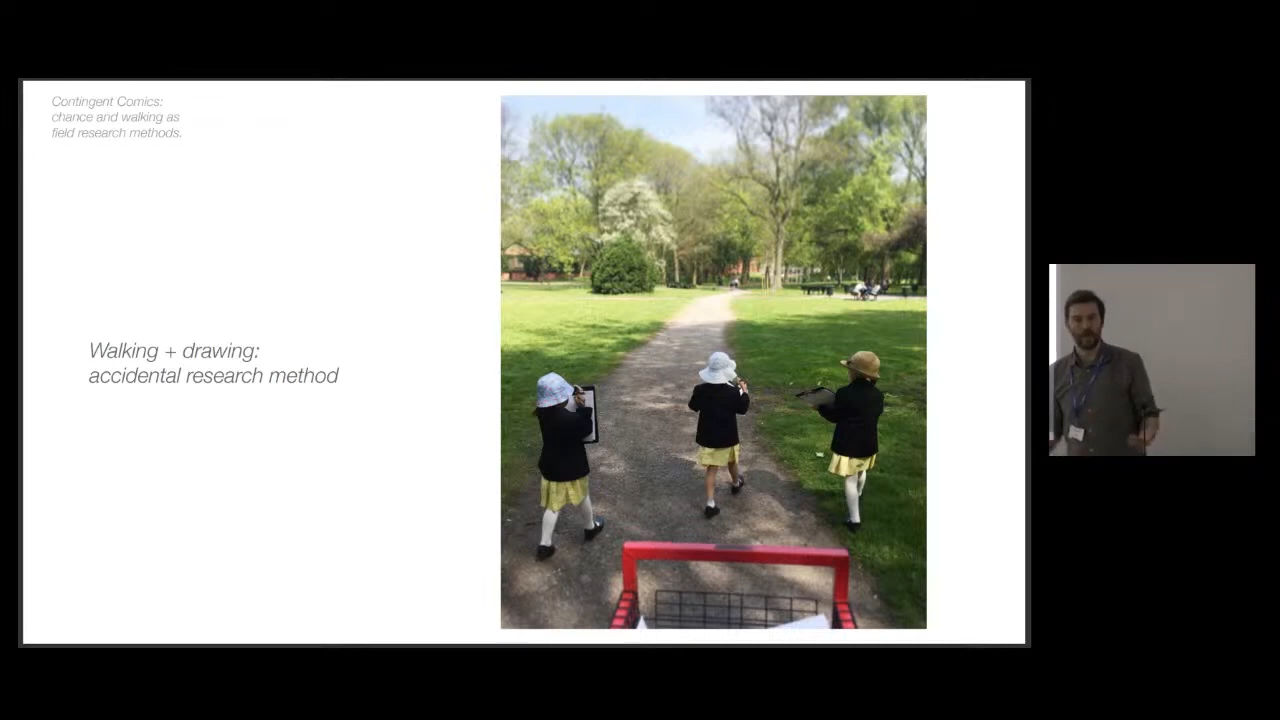 Contingent Comics:
chance and walking as
field research methods.
Walking + drawing:
accidental research method